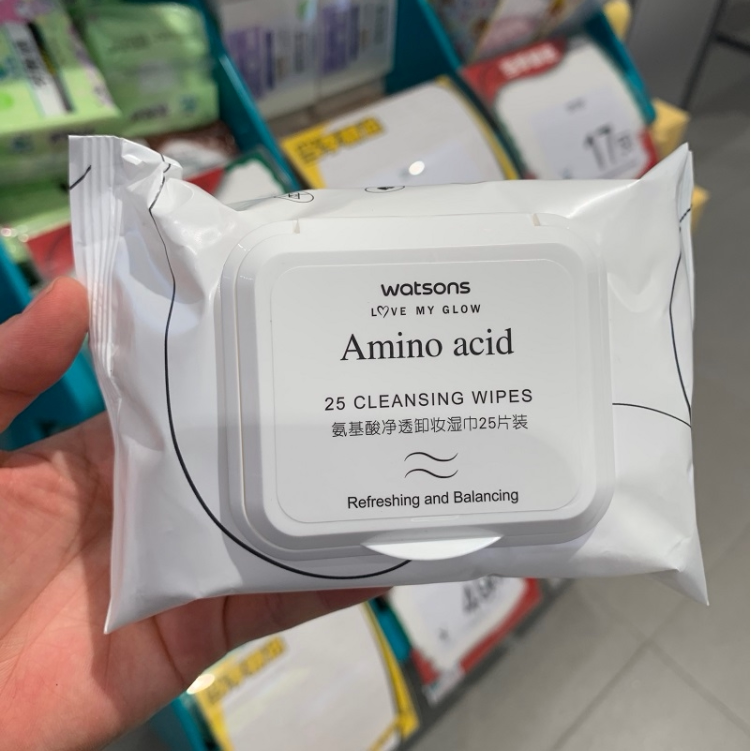 watsons
LOVE MY GLOW
Amino acid
25 CLEANSING WIPES
氨基酸净透卸妆湿巾25片装
Refreshing and Balancing
17